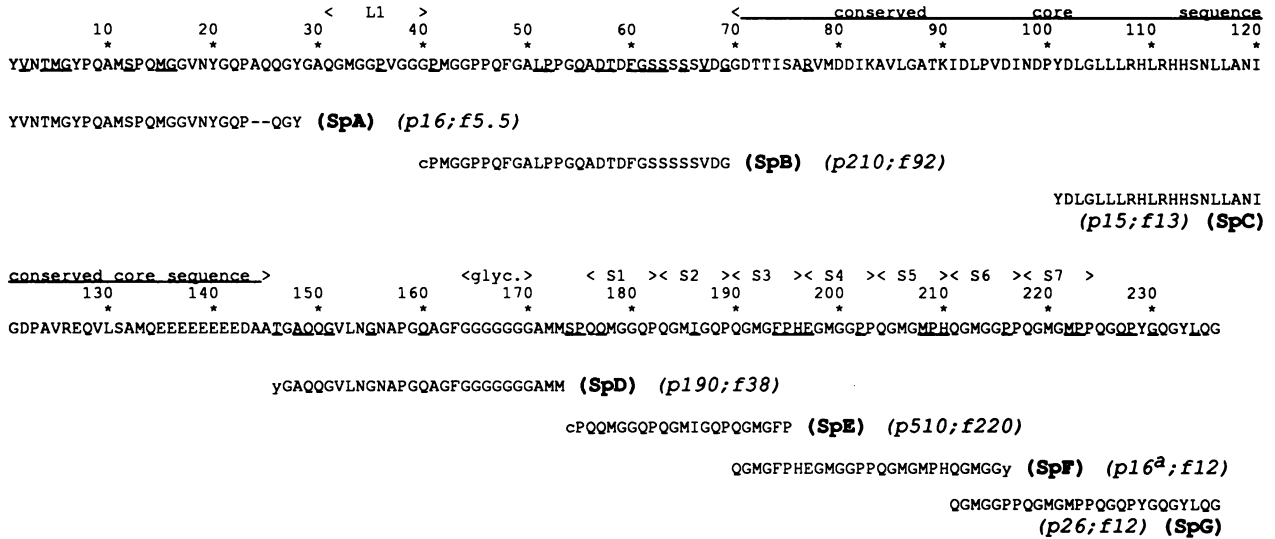 < L1 > < conserved core sequence
10 20 30 40 50 60 70 80 90 100 110 120
* * * * * * * * * * * *
YVNTMGYPQAMSPQMGGVNYGQPAQQGYGAQGMGGPVGGGPMGGPPQFGALPPGQADTDFGSSSSSVDGGDTTISARVMDDIKAVLGATKIDLPVDINDPYDLGLLLRHLRHHSNLLANI
YVNTMGYPQAMSPQMGGVNYGQP--QGY (SpA) (p16;f5.5)
cPMGGPPQFGALPPGQADTDFGSSSSSVDG (SpB) (p210;f92)
YDLGLLLRHLRHHSNLLANI
(p15;f13) (SpC)
conserved core sequence > <glyc.> < S1 > < S2 > < S3 > < S4 > < S5 > < S6 > < S7 >
130 140 150 160 170 180 190 200 210 220 230
* * * * * * * * * * *
GDPAVREQVLSAMQEEEEEEEEDAATGAQQGVLNGNAPGQAGFGGGGGGGAMMSPQQMGGQPQGMIGQPQGMGFPHEGMGGPPQGMGMPHQGMGGPPQGMGMPPQGQPYGQGYLQG
yGAQQGVLNGNAPGQAGFGGGGGGGAMM (SpD) (p190;f38)
cPQQMGGQPQGMIGQPQGMGFP (SpE) (p510;f220)
QGMGFPHEGMGGPPQGMGMPHQGMGGy (SpF) (p16a;f12)
QGMGGPPQGMGMPPQGQPYGQGYLQG
(p26;f12) (SpG)